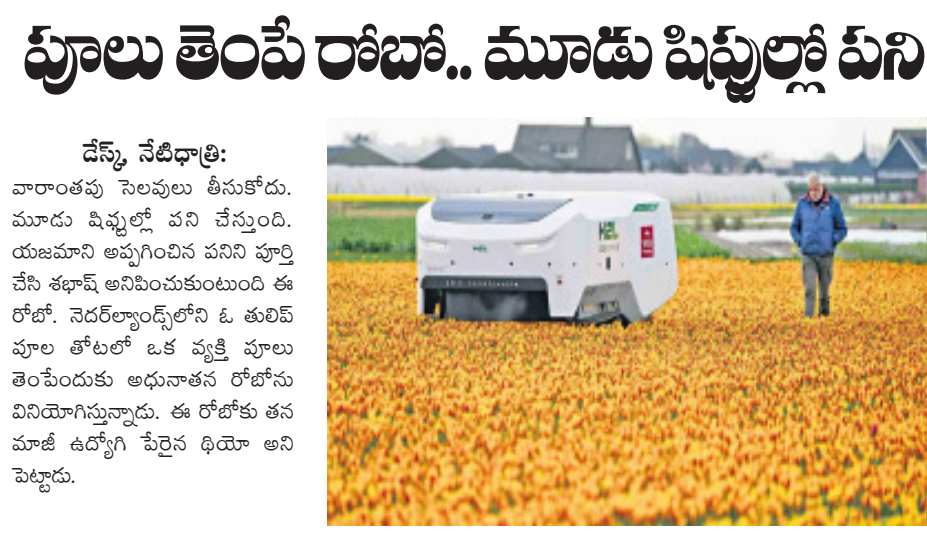 పూలు తెంపే రోబో.. మూడు షిఫ్టుల్లో పని
డేస్క్, నేటిధాత్రి:
వారాంతపు సెలవులు తీసుకోదు.
మూడు షిఫ్టుల్లో పని చేస్తుంది.
యజమాని అప్పగించిన పనిని పూర్తి
చేసి శభాష్ అనిపించుకుంటుంది ఈ
రోబో. నెదర్‌ల్యాండ్స్‌లోని ఓ తులిప్
పూల తోటలో ఒక వ్యక్తి పూలు
తెంపేందుకు అధునాతన రోబోను
వినియోగిస్తున్నాడు. ఈ రోబోకు తన
మాజీ ఉద్యోగి పేరైన థియో అని
పెట్టాడు.
H2L